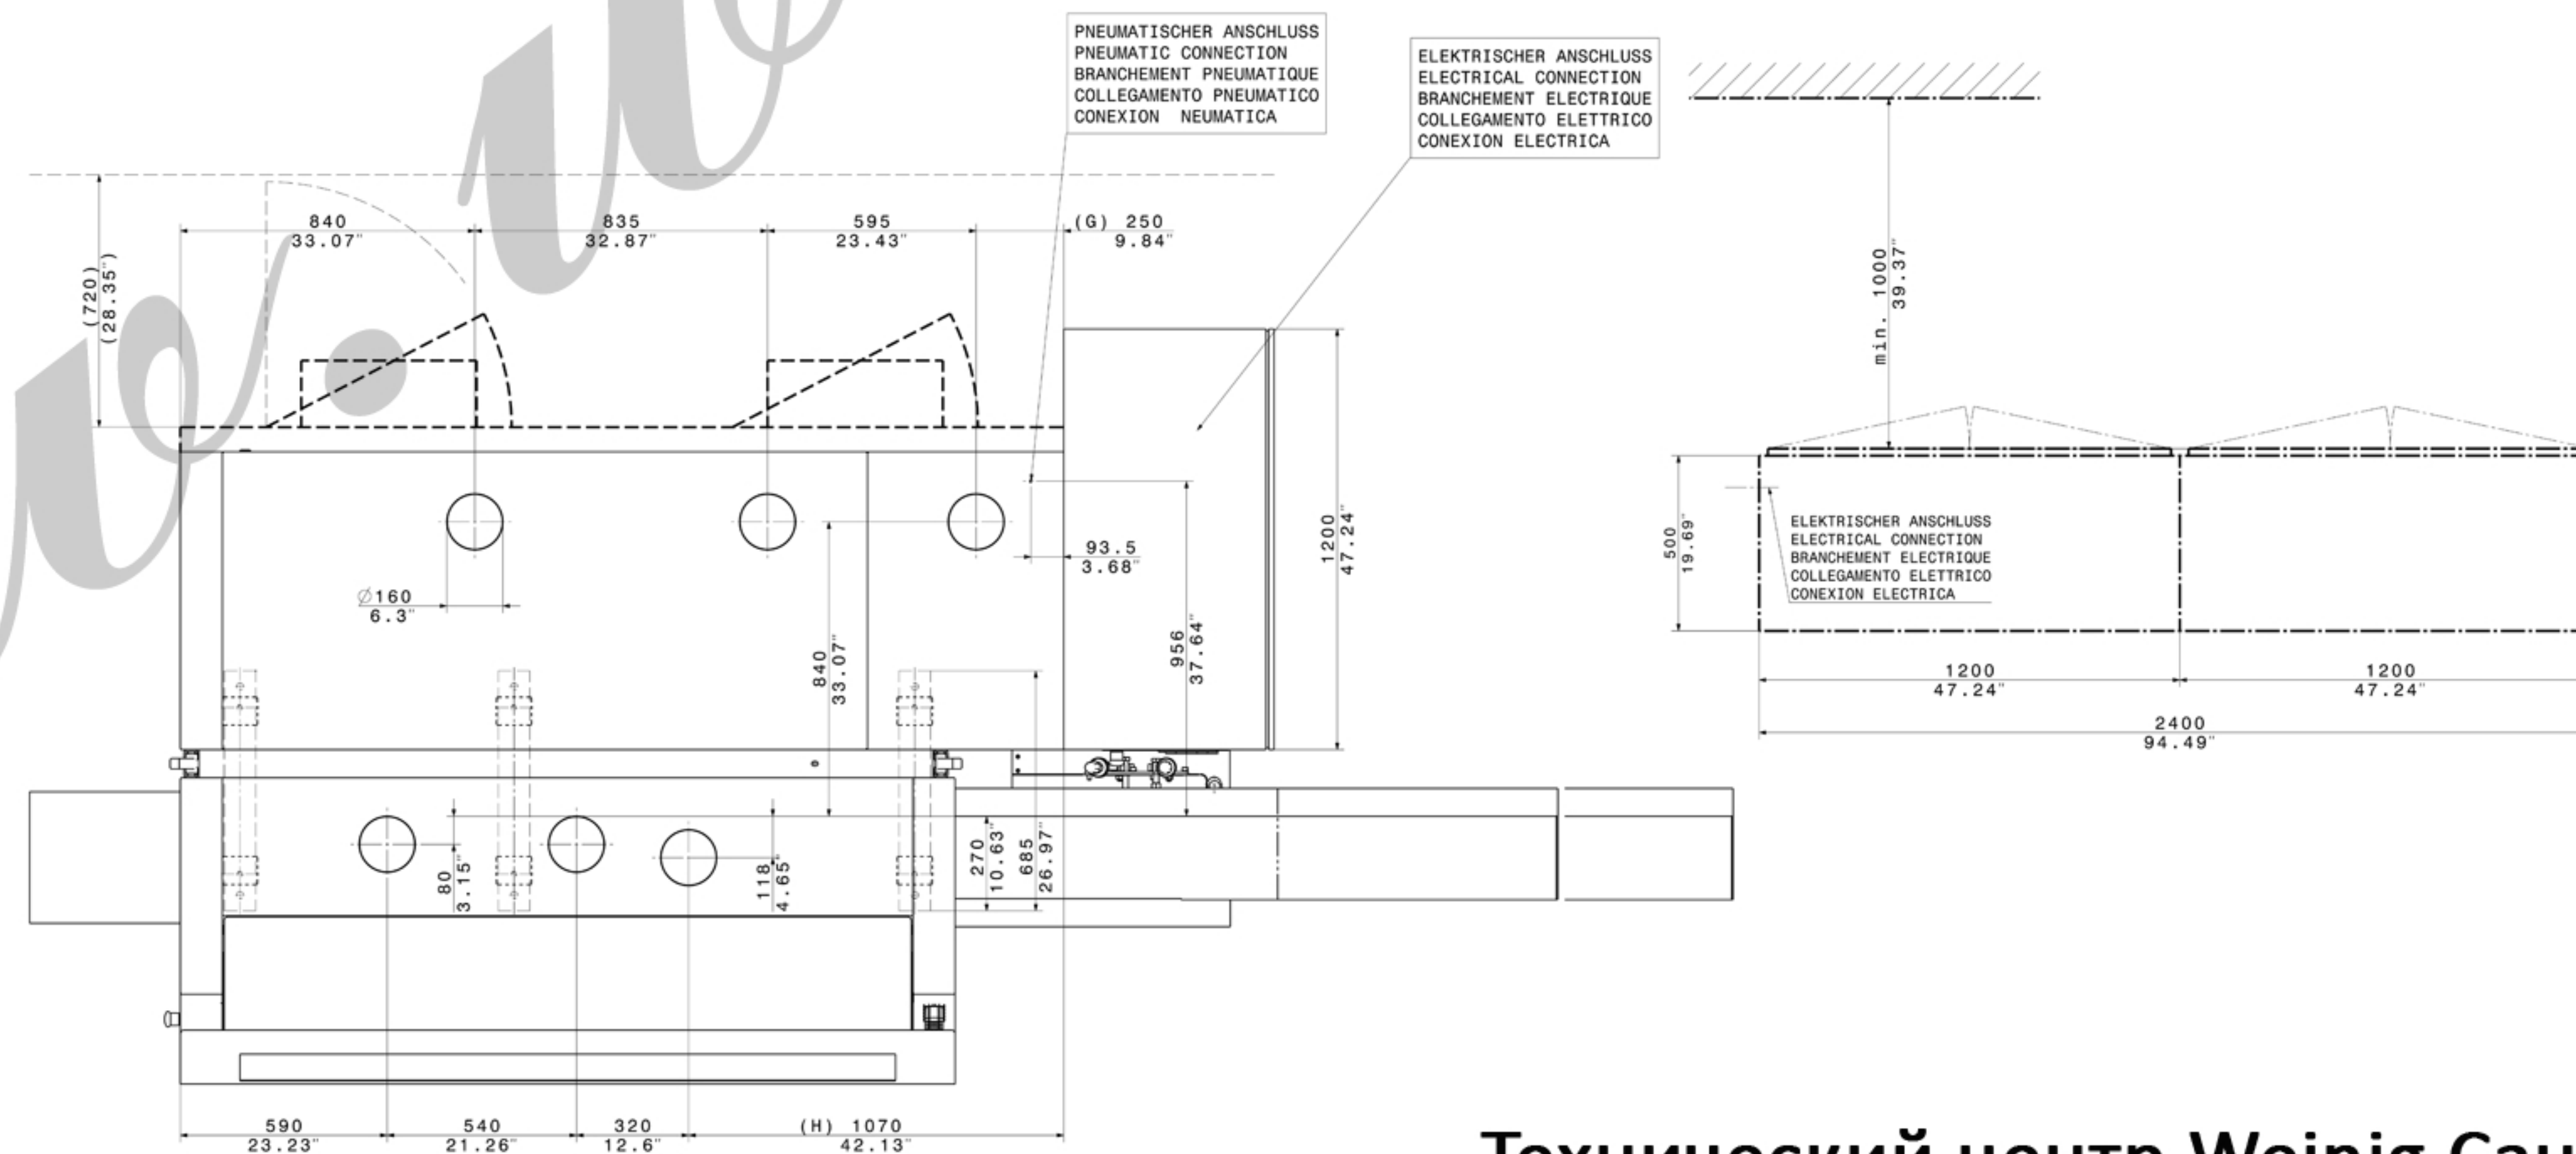 PNEUMATISCHER ANSCHLUSS
PNEUMATIC CONNECTION
BRANCHEMENT PNEUMATIQUE
COLLEGAMENTO PNEUMATICO
CONEXION NEUMATICA
ELEKTRISCHER ANSCHLUSS
ELECTRICAL CONNECTION
BRANCHEMENT ELECTRIQUE
COLLEGAMENTO ELETTRICO
CONEXION ELECTRICA
840
33.07"
835
32.87"
595
23.43"
(G) 250
9.84"
(720)
(28.35")
min. 1000
39.37"
Ø160
6.3"
93.5
3.68"
1200
47.24"
840
33.07"
956
37.64"
500
19.69"
ELEKTRISCHER ANSCHLUSS
ELECTRICAL CONNECTION
BRANCHEMENT ELECTRIQUE
COLLEGAMENTO ELETTRICO
CONEXION ELECTRICA
1200
47.24"
1200
47.24"
2400
94.49"
80
3.15"
118
4.65"
270
10.63"
685
26.97"
590
23.23"
540
21.26"
320
12.6"
(H) 1070
42.13"
Технический центр Weinig